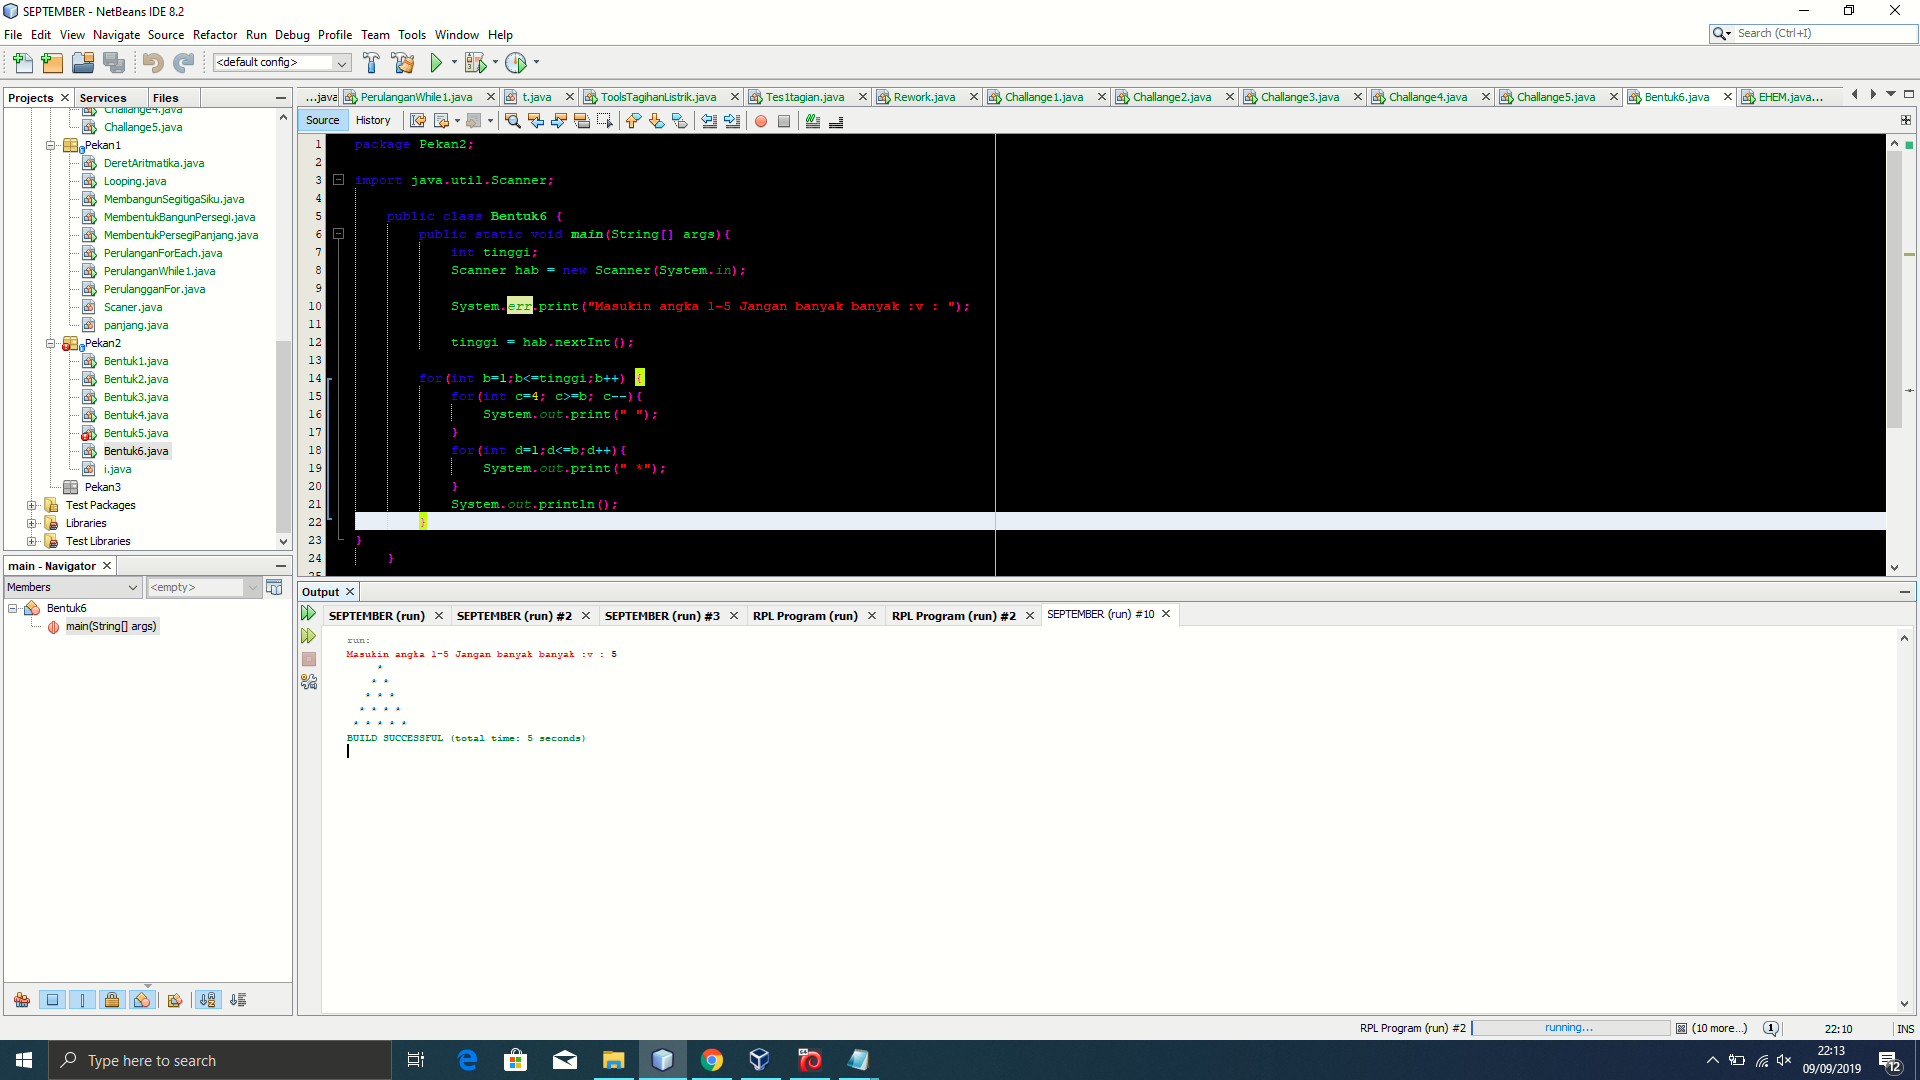 SEPTEMBER - NetBeans IDE 8.2
File Edit View Navigate Source Refactor Run Debug Profile Team Tools Window Help
Search (Ctrl+I)
<default config>
Projects Services Files
Challange4.java
Challange5.java
Pekan1
DeretAritmatika.java
Looping.java
MembangunSegitigaSiku.java
MembentukBangunPersegi.java
MembentukPersegiPanjang.java
PerulanganForEach.java
PerulanganWhile1.java
PerulangganFor.java
Scaner.java
panjang.java
Pekan2
Bentuk1.java
Bentuk2.java
Bentuk3.java
Bentuk4.java
Bentuk5.java
Bentuk6.java
i.java
Pekan3
Test Packages
Libraries
Test Libraries
main - Navigator
Members <empty>
Bentuk6
main(String[] args)
...java PerulanganWhile1.java t.java ToolsTagihanListrik.java Tes1tagian.java Rework.java Challange1.java Challange2.java Challange3.java Challange4.java Challange5.java Bentuk6.java EHEM.java...
Source History
1 package Pekan2;
2
3 import java.util.Scanner;
4
5 public class Bentuk6 {
6 public static void main(String[] args){
7 int tinggi;
8 Scanner hab = new Scanner(System.in);
9
10 System.err.print("Masukin angka 1-5 Jangan banyak banyak :v : ");
11
12 tinggi = hab.nextInt();
13
14 for(int b=1;b<=tinggi;b++) {
15 for(int c=4; c>=b; c--){
16 System.out.print(" ");
17 }
18 for(int d=1;d<=b;d++){
19 System.out.print(" *");
20 }
21 System.out.println();
22 }
23 }
24 }
25
Output
SEPTEMBER (run) SEPTEMBER (run) #2 SEPTEMBER (run) #3 RPL Program (run) RPL Program (run) #2 SEPTEMBER (run) #10
run:
Masukin angka 1-5 Jangan banyak banyak :v : 5
*
* *
* * *
* * * *
* * * * *
BUILD SUCCESSFUL (total time: 5 seconds)
RPL Program (run) #2 running... (10 more...) 1 22:10 INS
Type here to search
22:13
09/09/2019
12